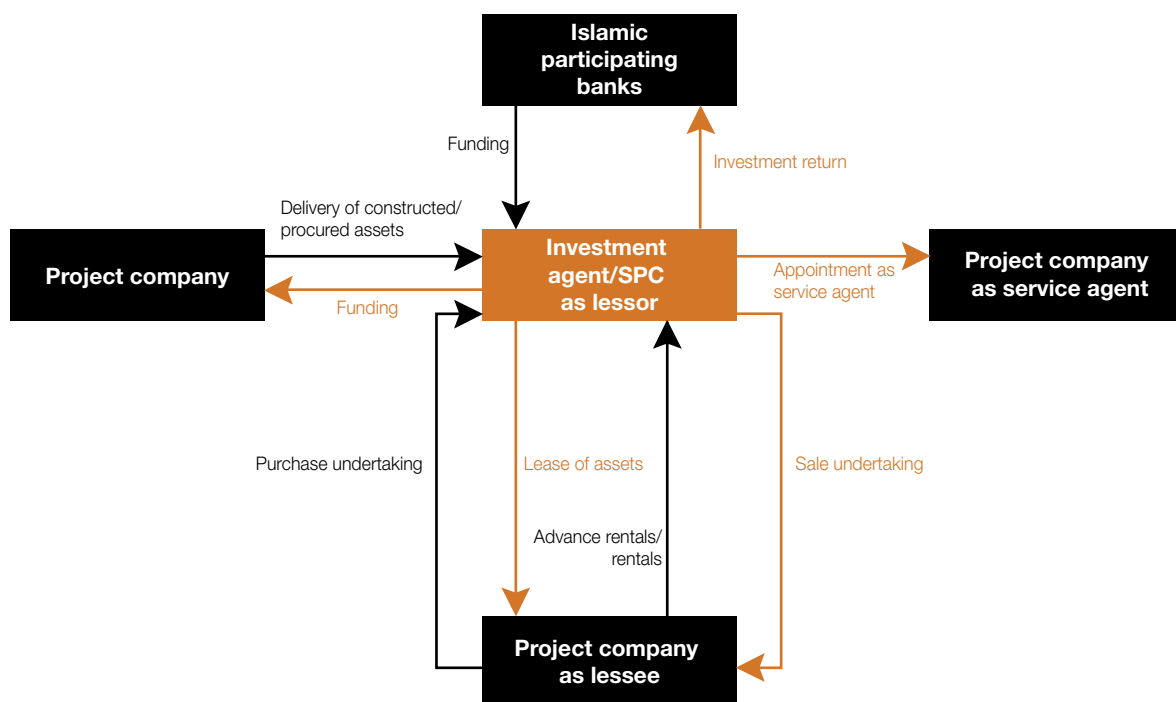 Islamic
participating
banks
Funding
Investment return
Delivery of constructed/
procured assets
Project company
Investment
agent/SPC
as lessor
Appointment as
service agent
Project company
as service agent
Funding
Purchase undertaking
Lease of assets
Sale undertaking
Advance rentals/
rentals
Project company
as lessee